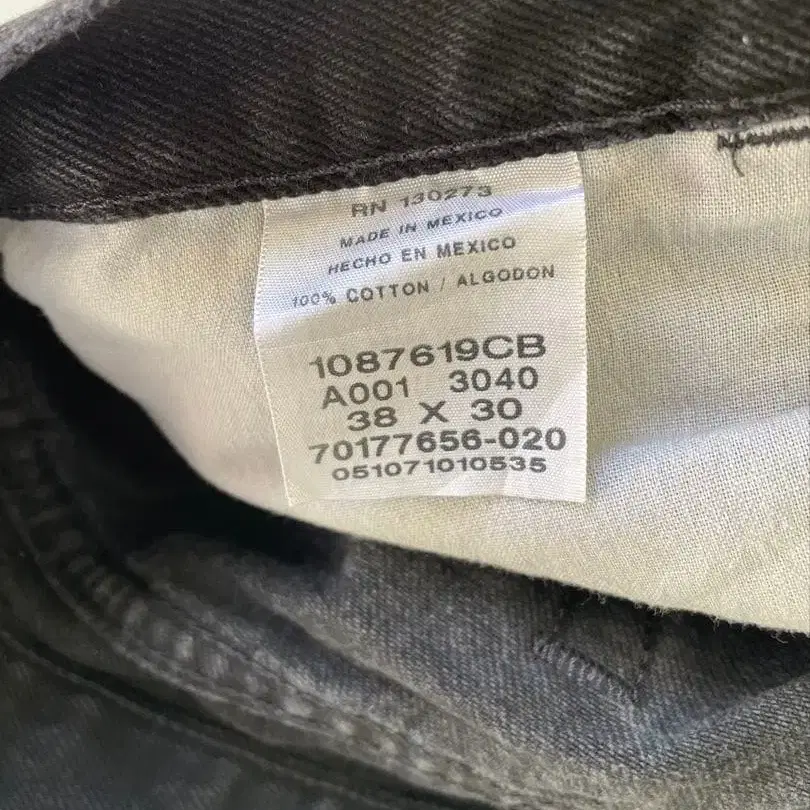 RN 130273
MADE IN MEXICO
HECHO EN MEXICO
100% COTTON / ALGODON
1087619CB
A001 3040
38 X 30
70177656-020
051071010535